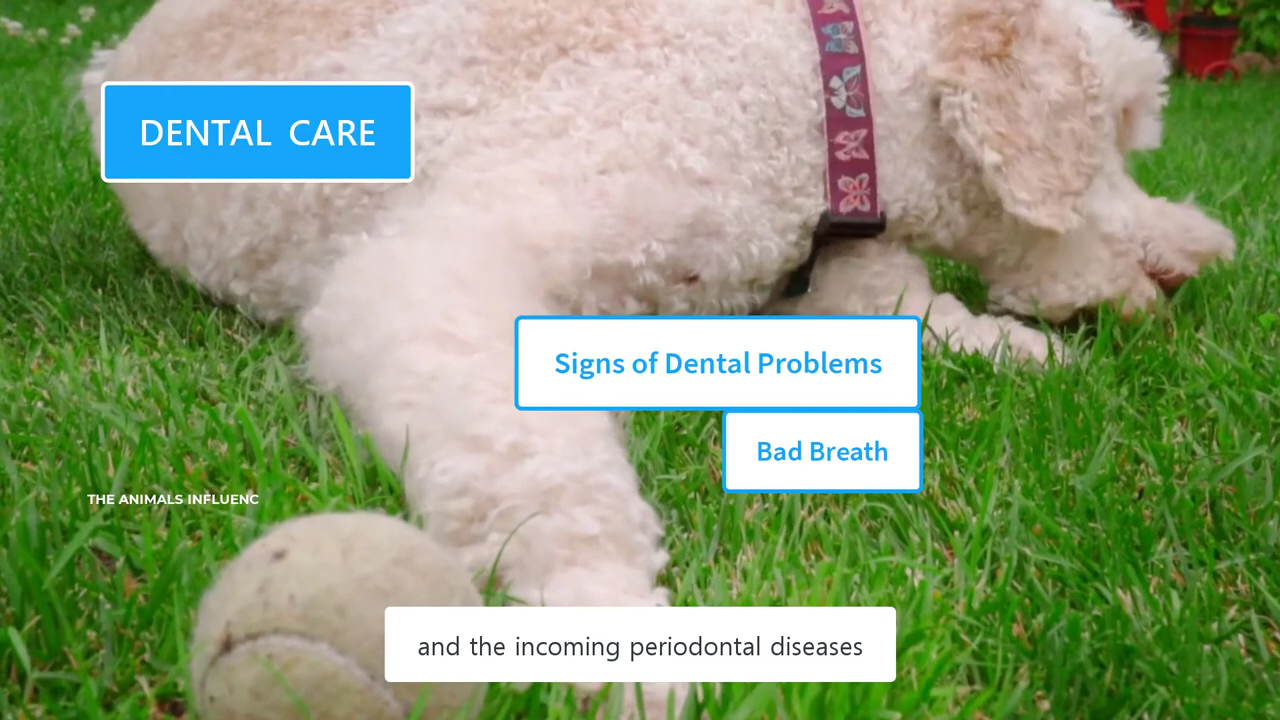 DENTAL CARE
Signs of Dental Problems
Bad Breath
THE ANIMALS INFLUENC
and the incoming periodontal diseases